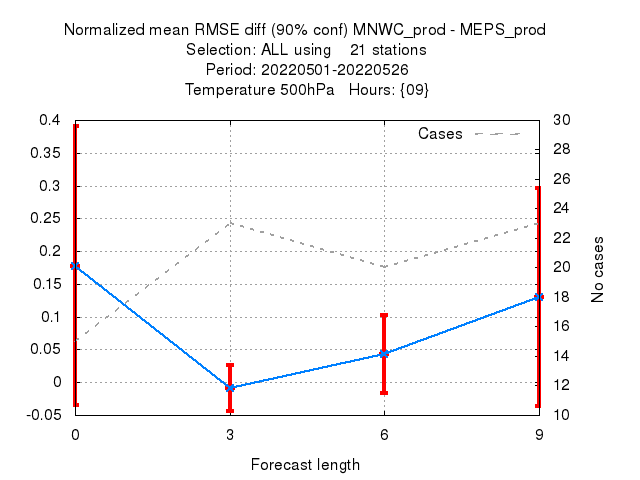 Normalized mean RMSE diff (90% conf) MNWC_prod - MEPS_prod
Selection: ALL using 21 stations
Period: 20220501-20220526
Temperature 500hPa Hours: {09}
Cases
0.4
0.35
0.3
0.25
0.2
0.15
0.1
0.05
0
-0.05
30
28
26
24
22
20
18
16
14
12
10
No cases
0 3 6 9
Forecast length